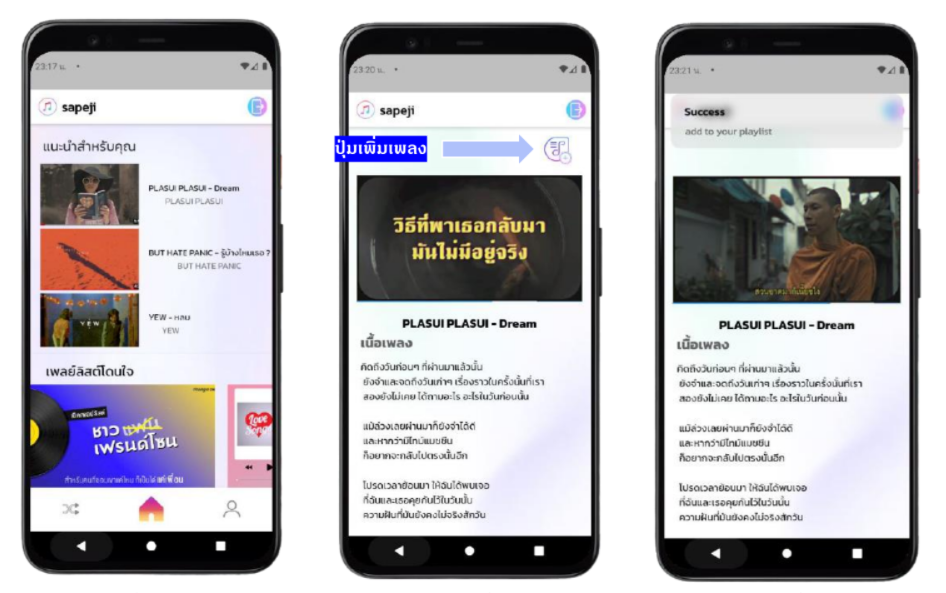 23:17 น.
sapeji
แนะนำสำหรับคุณ
PLASUI PLASUI - Dream
PLASUI PLASUI
BUT HATE PANIC - รู้บ้างไหมเธอ ?
BUT HATE PANIC
YEW
YEW - หลบ
YEW
เพลย์ลิสต์โดนใจ
ชาว แฟน
เฟรนด์โซน
Love
Songs
23:20 น.
sapeji
ปุ่มเพิ่มเพลง
วิธีที่พาเธอกลับมา
มันไม่มีอยู่จริง
PLASUI PLASUI - Dream
เนื้อเพลง
คิดถึงวันก่อนๆ ที่ผ่านมาแล้วนั้น
ยังจำและจดถึงวันเก่าๆ เรื่องราวในครั้งนั้นที่เรา
สองยังไม่เคย ได้ถามอะไร อะไรในวันก่อนนั้น
แม้ล่วงเลยผ่านมาก็ยังจำได้ดี
และหากว่ามีไทม์แมชชีน
ก็อยากจะกลับไปตรงนั้นอีก
โปรดเวลาย้อนมา ให้ฉันได้พบเจอ
ที่ฉันและเธอคุยกันไว้ในวันนั้น
ความฝันที่มันยังคงไม่จริงสักวัน
23:21 น.
Success
add to your playlist
PLASUI PLASUI - Dream
เนื้อเพลง
คิดถึงวันก่อนๆ ที่ผ่านมาแล้วนั้น
ยังจำและจดถึงวันเก่าๆ เรื่องราวในครั้งนั้นที่เรา
สองยังไม่เคย ได้ถามอะไร อะไรในวันก่อนนั้น
แม้ล่วงเลยผ่านมาก็ยังจำได้ดี
และหากว่ามีไทม์แมชชีน
ก็อยากจะกลับไปตรงนั้นอีก
โปรดเวลาย้อนมา ให้ฉันได้พบเจอ
ที่ฉันและเธอคุยกันไว้ในวันนั้น
ความฝันที่มันยังคงไม่จริงสักวัน